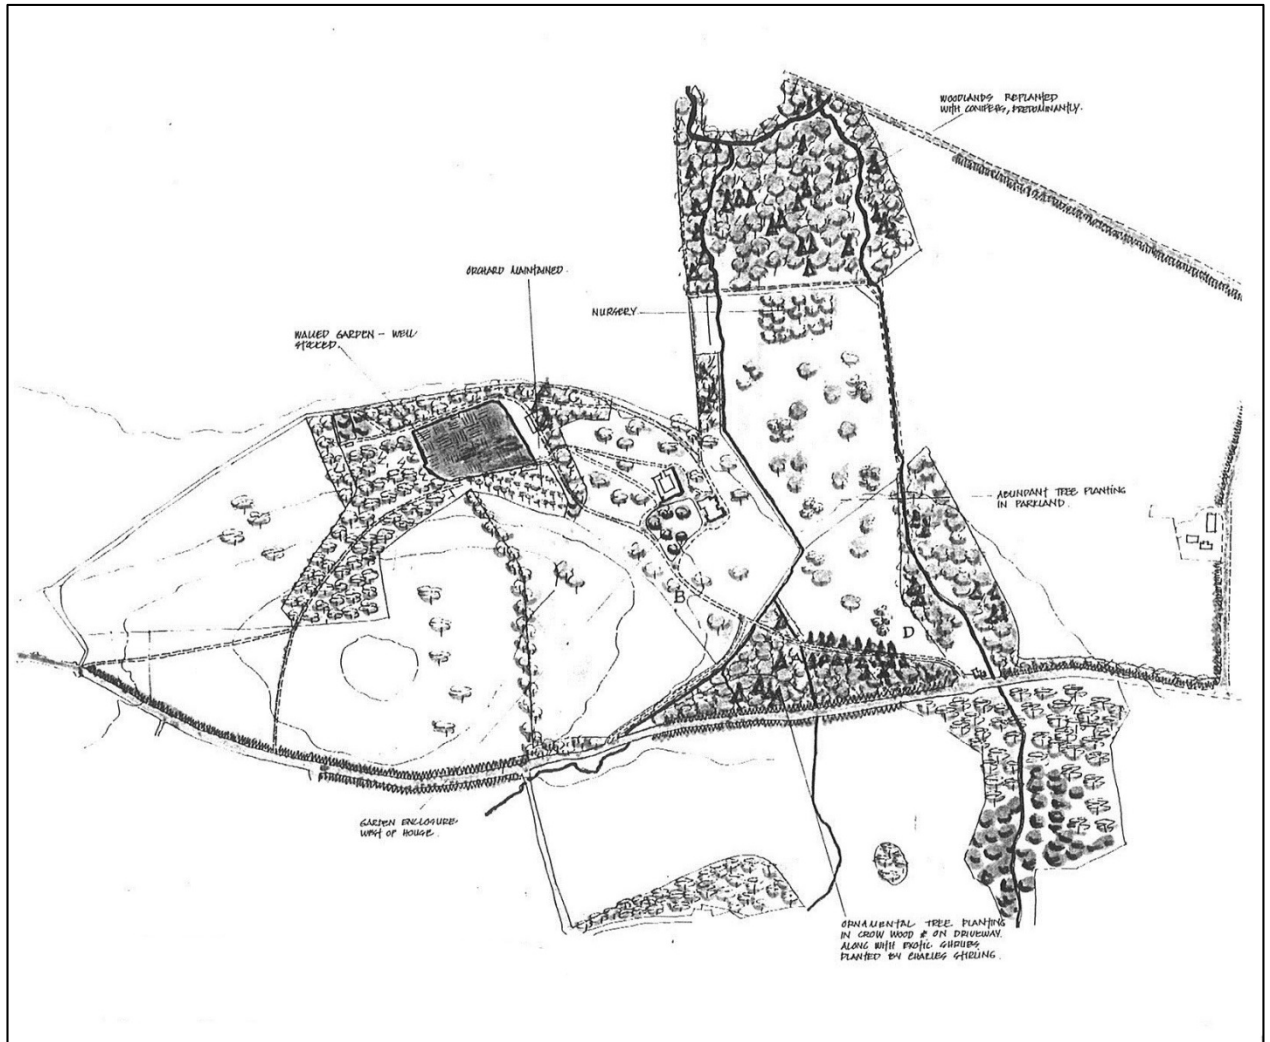 WOODLANDS REPLANTED
WITH CONIFERS, PREDOMINANTLY.
ORCHARD MAINTAINED.
NURSERY
WALLED GARDEN - WELL
STOCKED.
ABUNDANT TREE PLANTING
IN PARKLAND.
C
B
D
A
GARDEN ENCLOSURE
WEST OF HOUSE.
ORNAMENTAL TREE PLANTING
IN CROW WOOD & ON DRIVEWAY.
ALONG WITH EXOTIC SHRUBS
PLANTED BY CHARLES STIRLING.